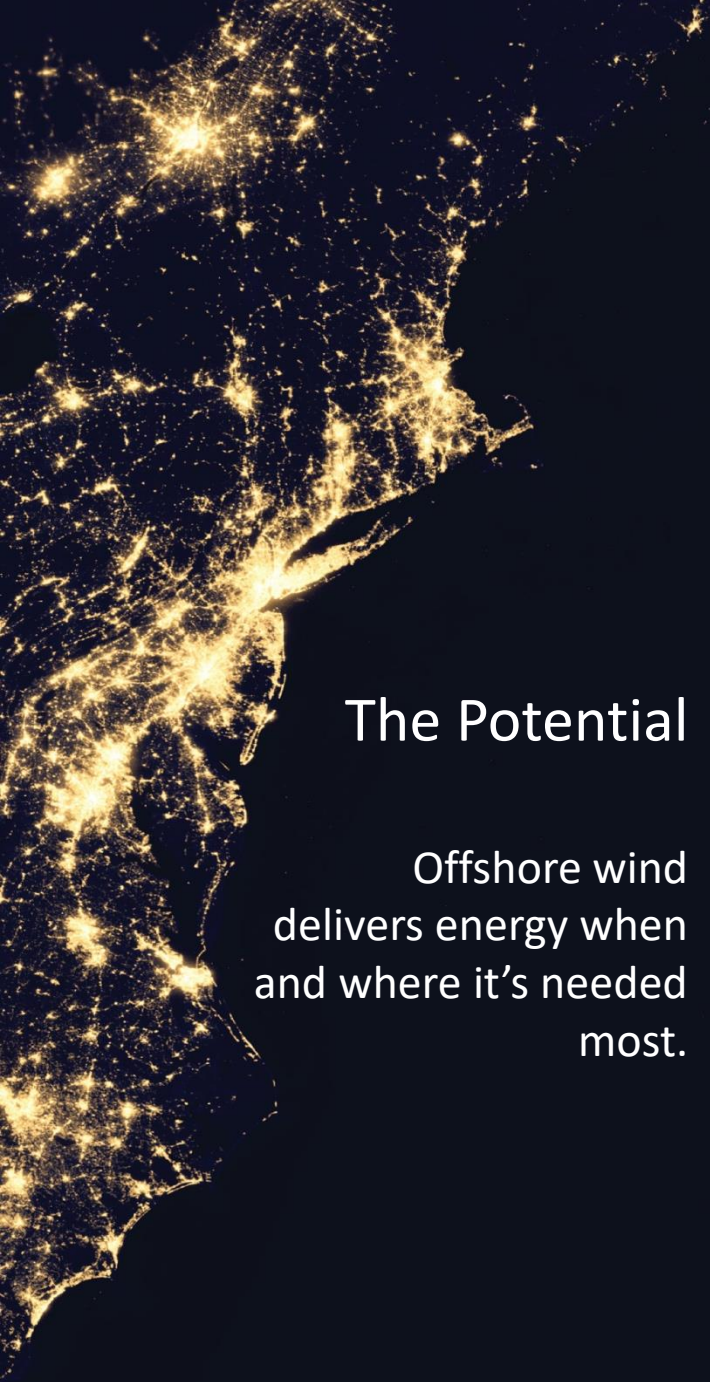 The Potential
Offshore wind
delivers energy when
and where it’s needed
most.